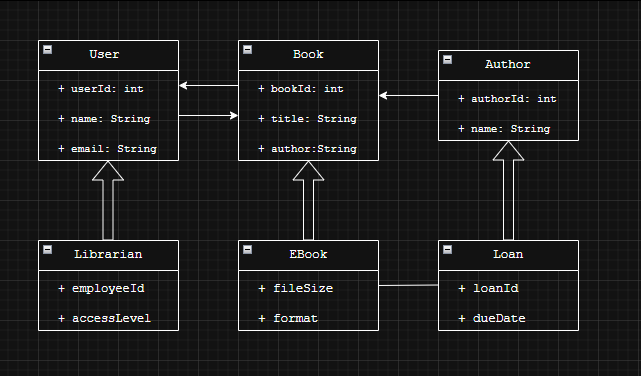 User
+ userId: int
+ name: String
+ email: String
Book
+ bookId: int
+ title: String
+ author:String
Author
+ authorId: int
+ name: String
Librarian
+ employeeId
+ accessLevel
EBook
+ fileSize
+ format
Loan
+ loanId
+ dueDate